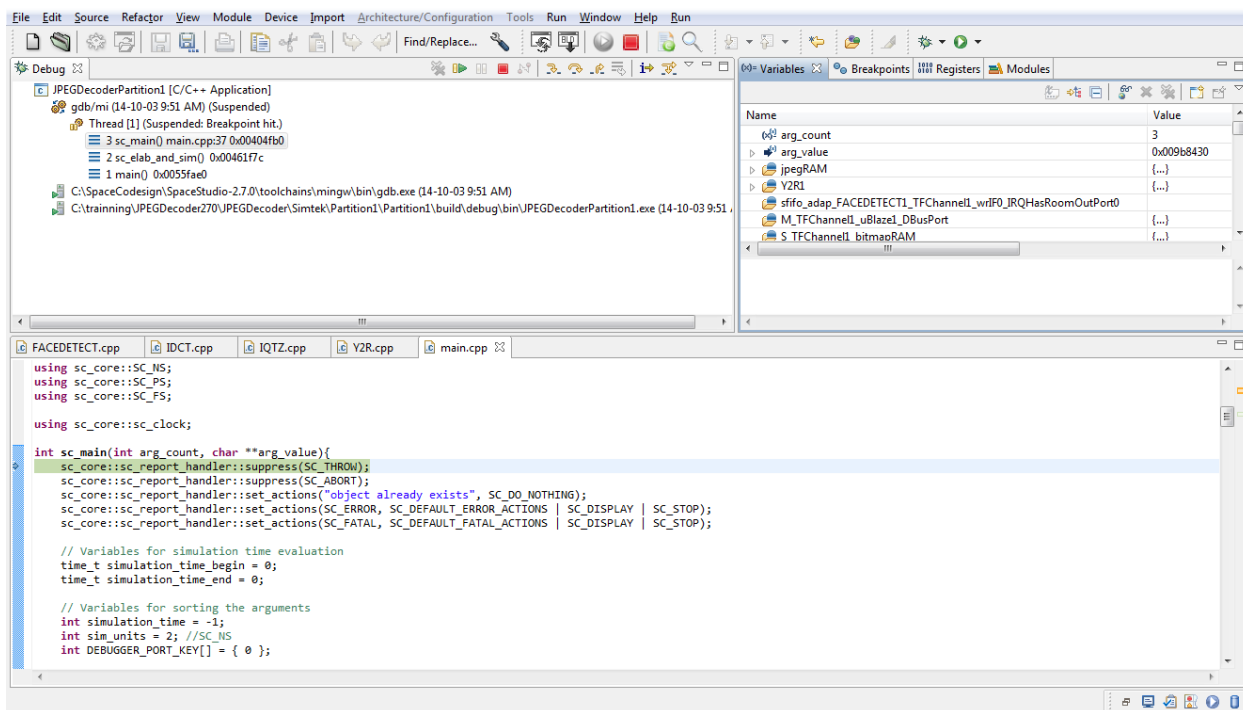 File Edit Source Refactor View Module Device Import Architecture/Configuration Tools Run Window Help Run
Find/Replace...
Debug
JPEGDecoderPartition1 [C/C++ Application]
gdb/mi (14-10-03 9:51 AM) (Suspended)
Thread [1] (Suspended: Breakpoint hit.)
3 sc_main() main.cpp:37 0x00404fb0
2 sc_elab_and_sim() 0x00461f7c
1 main() 0x0055fae0
C:\SpaceCodesign\SpaceStudio-2.7.0\toolchains\mingw\bin\gdb.exe (14-10-03 9:51 AM)
C:\trainning\JPEGDecoder270\JPEGDecoder\Simtek\Partition1\Partition1\build\debug\bin\JPEGDecoderPartition1.exe (14-10-03 9:51
Variables Breakpoints Registers Modules
Name Value
arg_count 3
arg_value 0x009b8430
jpegRAM {...}
Y2R1 {...}
sfifo_adap_FACEDETECT1_TFChannel1_wrIF0_IRQHasRoomOutPort0
M_TFChannel1_uBlaze1_DBusPort {...}
S_TFChannel1_bitmapRAM {...}
FACEDETECT.cpp IDCT.cpp IQTZ.cpp Y2R.cpp main.cpp
using sc_core::SC_NS;
using sc_core::SC_PS;
using sc_core::SC_FS;
using sc_core::sc_clock;
int sc_main(int arg_count, char **arg_value){
sc_core::sc_report_handler::suppress(SC_THROW);
sc_core::sc_report_handler::suppress(SC_ABORT);
sc_core::sc_report_handler::set_actions("object already exists", SC_DO_NOTHING);
sc_core::sc_report_handler::set_actions(SC_ERROR, SC_DEFAULT_ERROR_ACTIONS | SC_DISPLAY | SC_STOP);
sc_core::sc_report_handler::set_actions(SC_FATAL, SC_DEFAULT_FATAL_ACTIONS | SC_DISPLAY | SC_STOP);
// Variables for simulation time evaluation
time_t simulation_time_begin = 0;
time_t simulation_time_end = 0;
// Variables for sorting the arguments
int simulation_time = -1;
int sim_units = 2; //SC_NS
int DEBUGGER_PORT_KEY[] = { 0 };